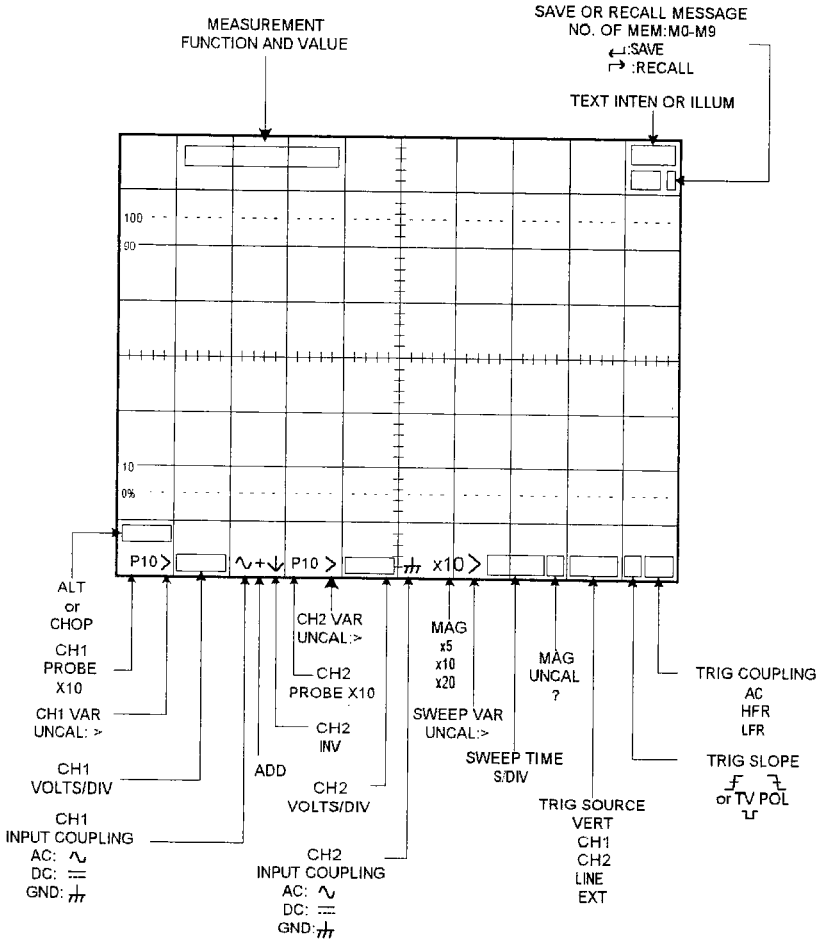 MEASUREMENT
FUNCTION AND VALUE
SAVE OR RECALL MESSAGE
NO. OF MEM:M0-M9
↵:SAVE
↱:RECALL
TEXT INTEN OR ILLUM
100
90
10
0%
P10 >
∿+↓
P10 >
x10 >
ALT
or
CHOP
CH1
PROBE
X10
CH1 VAR
UNCAL: >
CH1
VOLTS/DIV
CH1
INPUT COUPLING
AC: ∿
DC: ⎓
GND:
ADD
CH2 VAR
UNCAL:>
CH2
PROBE X10
CH2
INV
CH2
VOLTS/DIV
CH2
INPUT COUPLING
AC: ∿
DC: ⎓
GND:
MAG
x5
x10
x20
SWEEP VAR
UNCAL:>
SWEEP TIME
S/DIV
MAG
UNCAL
?
TRIG SOURCE
VERT
CH1
CH2
LINE
EXT
TRIG COUPLING
AC
HFR
LFR
TRIG SLOPE
or TV POL